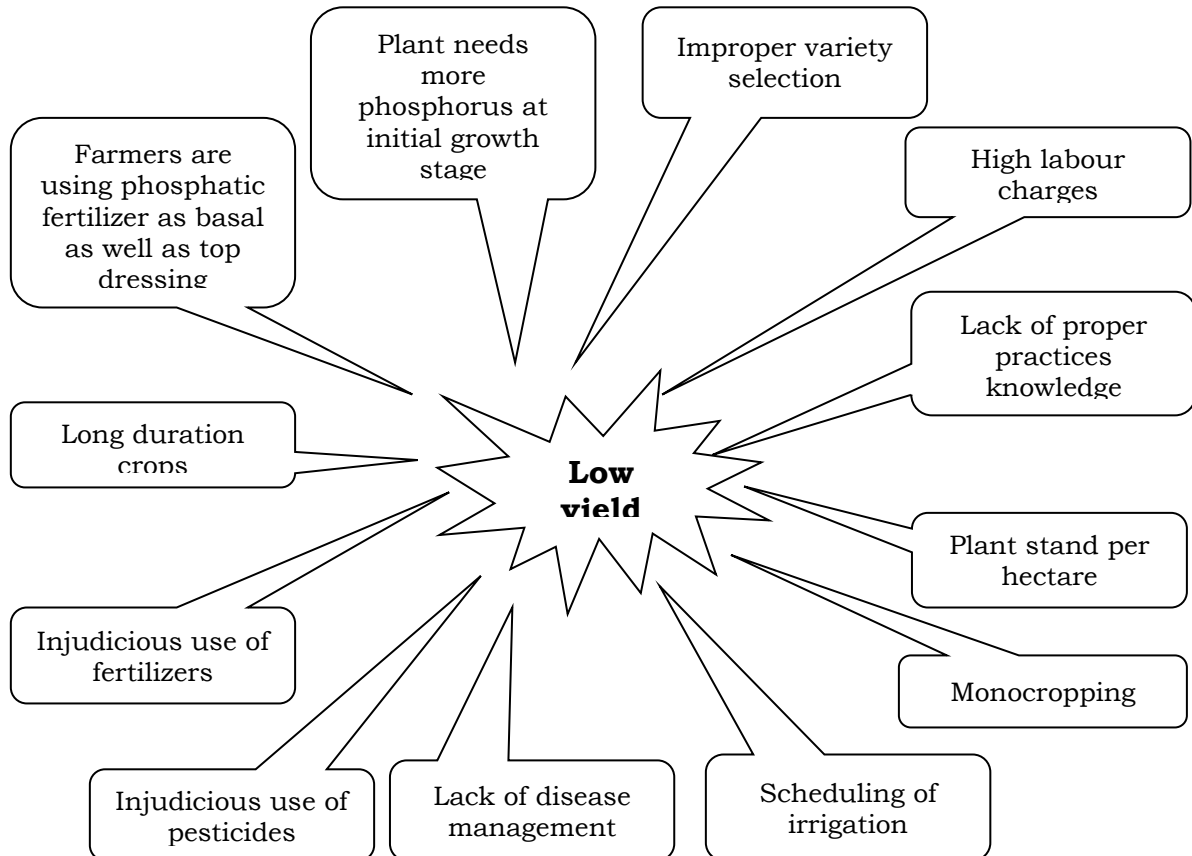 Plant needs
more
phosphorus at
initial growth
stage
Improper variety
selection
High labour
charges
Farmers are
using phosphatic
fertilizer as basal
as well as top
dressing
Lack of proper
practices
knowledge
Long duration
crops
Low
yield
Plant stand per
hectare
Injudicious use of
fertilizers
Monocropping
Injudicious use of
pesticides
Lack of disease
management
Scheduling of
irrigation